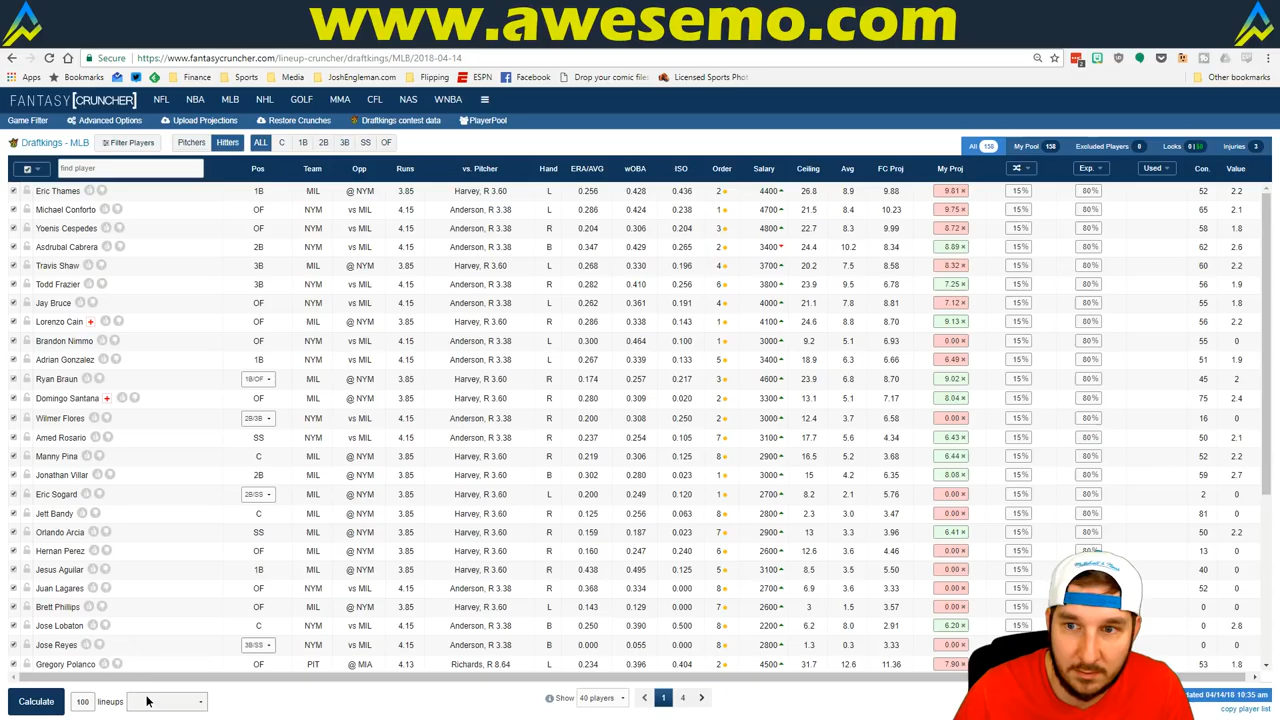 www.awesemo.com
Secure https://www.fantasycruncher.com/lineup-cruncher/draftkings/MLB/2018-04-14
Apps Bookmarks Finance Sports Media JoshEngleman.com Flipping ESPN Facebook Drop your comic files Licensed Sports Phot Other bookmarks
FANTASY [CRUNCHER] NFL NBA MLB NHL GOLF MMA CFL NAS WNBA
Game Filter Advanced Options Upload Projections Restore Crunches Draftkings contest data PlayerPool
Draftkings - MLB Filter Players Pitchers Hitters ALL C 1B 2B 3B SS OF All 158 My Pool 158 Excluded Players 0 Locks 0 Injuries 3
find player Pos Team Opp Runs vs. Pitcher Hand ERA/AVG wOBA ISO Order Salary Ceiling Avg FC Proj My Proj Exp. Used Con. Value
Eric Thames 1B MIL @ NYM 3.85 Harvey, R 3.60 L 0.256 0.428 0.436 2 4400 26.8 8.9 9.88 9.81 × 15% 80% 52 2.2
Michael Conforto OF NYM vs MIL 4.15 Anderson, R 3.38 L 0.286 0.424 0.238 1 4700 21.5 8.4 10.23 9.75 × 15% 80% 65 2.1
Yoenis Cespedes OF NYM vs MIL 4.15 Anderson, R 3.38 R 0.204 0.306 0.204 3 4800 22.7 8.3 9.99 8.72 × 15% 80% 58 1.8
Asdrubal Cabrera 2B NYM vs MIL 4.15 Anderson, R 3.38 B 0.347 0.429 0.265 2 3400 24.4 10.2 8.34 8.89 × 15% 80% 62 2.6
Travis Shaw 3B MIL @ NYM 3.85 Harvey, R 3.60 L 0.268 0.330 0.196 4 3700 20.2 7.5 8.58 8.32 × 15% 80% 60 2.2
Todd Frazier 3B NYM vs MIL 4.15 Anderson, R 3.38 R 0.282 0.410 0.256 6 3800 23.9 9.5 6.78 7.25 × 15% 80% 56 1.9
Jay Bruce OF NYM vs MIL 4.15 Anderson, R 3.38 L 0.262 0.361 0.191 4 4000 21.1 7.8 8.81 7.12 × 15% 80% 55 1.8
Lorenzo Cain OF MIL @ NYM 3.85 Harvey, R 3.60 R 0.286 0.338 0.143 1 4100 24.6 8.8 8.70 9.13 × 15% 80% 56 2.2
Brandon Nimmo OF NYM vs MIL 4.15 Anderson, R 3.38 L 0.300 0.464 0.100 1 3300 9.2 5.1 6.93 0.00 × 15% 80% 55 0
Adrian Gonzalez 1B NYM vs MIL 4.15 Anderson, R 3.38 L 0.267 0.339 0.133 5 3400 18.9 6.3 6.66 6.49 × 15% 80% 51 1.9
Ryan Braun 1B/OF MIL @ NYM 3.85 Harvey, R 3.60 R 0.174 0.257 0.217 3 4600 23.9 6.8 8.70 9.02 × 15% 80% 45 2
Domingo Santana OF MIL @ NYM 3.85 Harvey, R 3.60 R 0.280 0.309 0.020 2 3300 13.1 5.1 7.17 8.04 × 15% 80% 75 2.4
Wilmer Flores 2B/3B NYM vs MIL 4.15 Anderson, R 3.38 R 0.200 0.308 0.250 2 3000 12.4 3.7 6.58 0.00 × 15% 80% 16 0
Amed Rosario SS NYM vs MIL 4.15 Anderson, R 3.38 R 0.237 0.254 0.105 7 3100 17.7 5.6 4.34 6.43 × 15% 80% 50 2.1
Manny Pina C MIL @ NYM 3.85 Harvey, R 3.60 R 0.219 0.306 0.125 8 2900 16.5 5.2 3.68 6.44 × 15% 80% 52 2.2
Jonathan Villar 2B MIL @ NYM 3.85 Harvey, R 3.60 B 0.302 0.280 0.023 1 3000 15 4.2 6.35 8.08 × 15% 80% 59 2.7
Eric Sogard 2B/SS MIL @ NYM 3.85 Harvey, R 3.60 L 0.200 0.249 0.120 1 2700 8.2 2.1 5.76 0.00 × 15% 80% 2 0
Jett Bandy C MIL @ NYM 3.85 Harvey, R 3.60 R 0.125 0.256 0.063 8 2800 2.3 3.0 3.47 0.00 × 15% 80% 81 0
Orlando Arcia SS MIL @ NYM 3.85 Harvey, R 3.60 R 0.159 0.187 0.023 7 2900 13 3.3 3.96 6.41 × 15% 80% 50 2.2
Hernan Perez OF MIL @ NYM 3.85 Harvey, R 3.60 R 0.160 0.247 0.240 6 2600 12.6 3.6 4.46 0.00 × 15% 80% 13 0
Jesus Aguilar 1B MIL @ NYM 3.85 Harvey, R 3.60 R 0.438 0.495 0.125 5 3000 8.5 3.6 5.50 0.00 × 15% 40 0
Juan Lagares OF NYM vs MIL 4.15 Anderson, R 3.38 R 0.368 0.334 0.000 8 2700 6.9 3.6 3.33 0.00 × 15% 52 0
Brett Phillips OF MIL @ NYM 3.85 Harvey, R 3.60 L 0.143 0.129 0.000 7 2600 3 1.5 3.57 0.00 × 15% 0 0
Jose Lobaton C NYM vs MIL 4.15 Anderson, R 3.38 B 0.250 0.390 0.500 8 2200 6.2 8.0 2.91 6.20 × 15% 0 2.8
Jose Reyes 3B/SS NYM vs MIL 4.15 Anderson, R 3.38 B 0.000 0.055 0.000 8 2800 1.2 0.3 3.33 0.00 × 0 0
Gregory Polanco OF PIT @ MIA 4.13 Richards, R 8.64 L 0.234 0.396 0.404 2 4500 31.7 12.6 11.36 7.90 × 53 1.8
Calculate 100 lineups Show 40 players 1 4 dated 04/14/18 10:35 am
copy player list